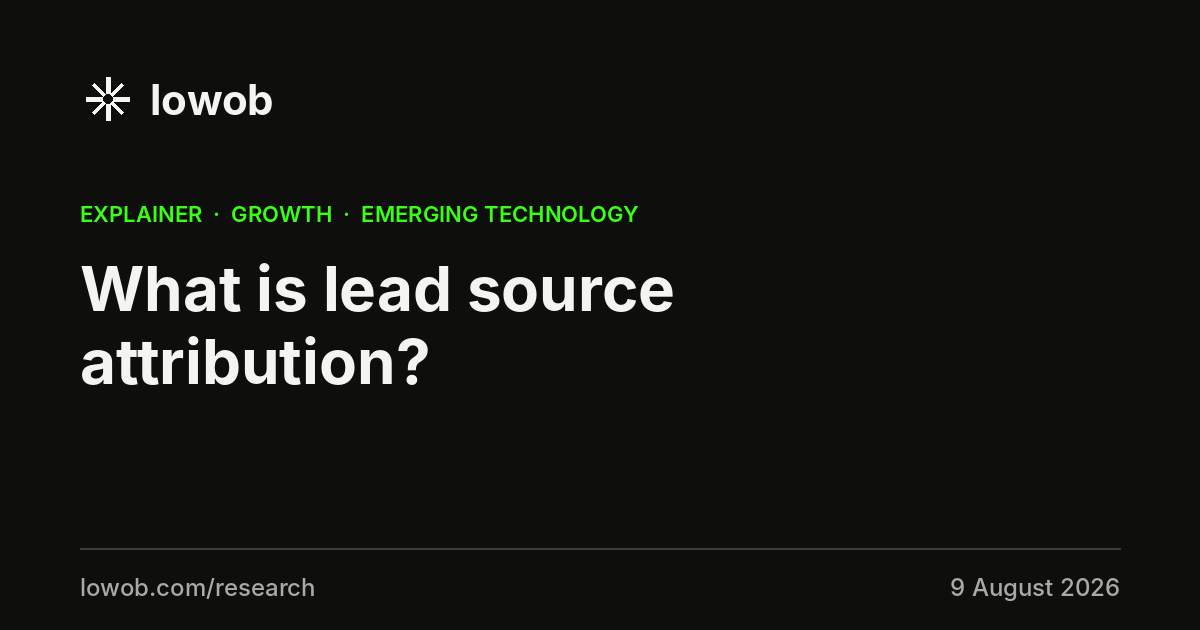 lowob
EXPLAINER · GROWTH · EMERGING TECHNOLOGY
What is lead source
attribution?
lowob.com/research
9 August 2026